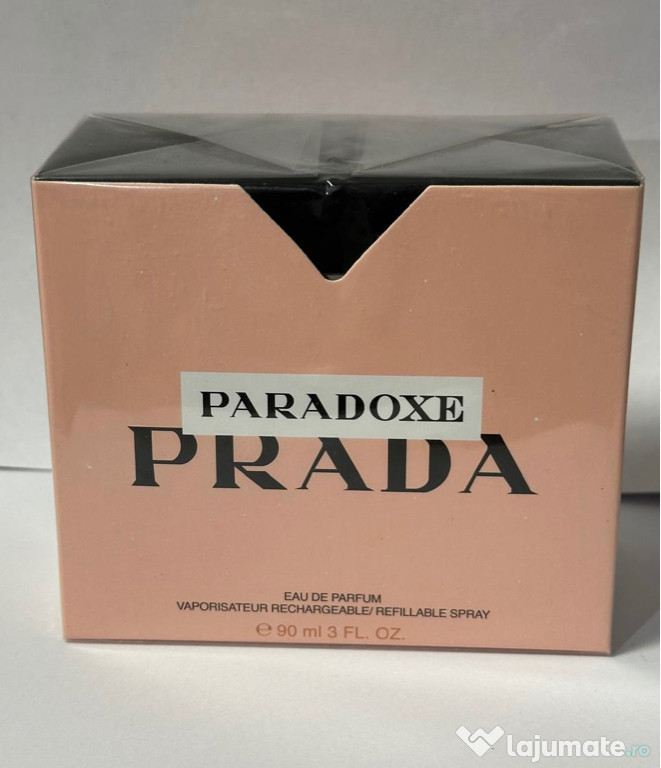 PARADOXE
PRADA
EAU DE PARFUM
VAPORISATEUR RECHARGEABLE/ REFILLABLE SPRAY
℮ 90 ml 3 FL. OZ.
lajumate.ro